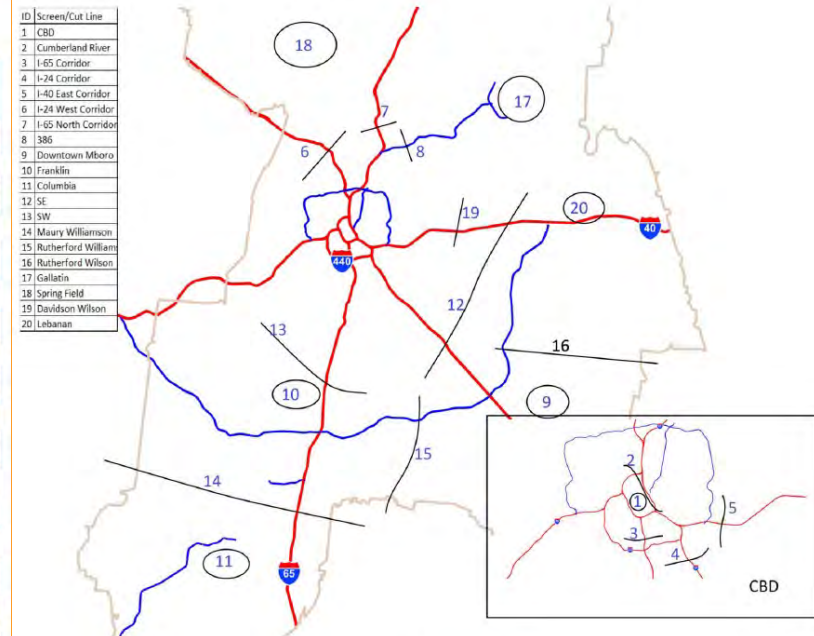 ID Screen/Cut Line
1 CBD
2 Cumberland River
3 I-65 Corridor
4 I-24 Corridor
5 I-40 East Corridor
6 I-24 West Corridor
7 I-65 North Corridor
8 386
9 Downtown Mboro
10 Franklin
11 Columbia
12 SE
13 SW
14 Maury Williamson
15 Rutherford Williams
16 Rutherford Wilson
17 Gallatin
18 Spring Field
19 Davidson Wilson
20 Lebanan
18
17
7
6
8
19
20
40
440
12
13
16
10
9
15
14
11
65
2
1
5
3
4
CBD